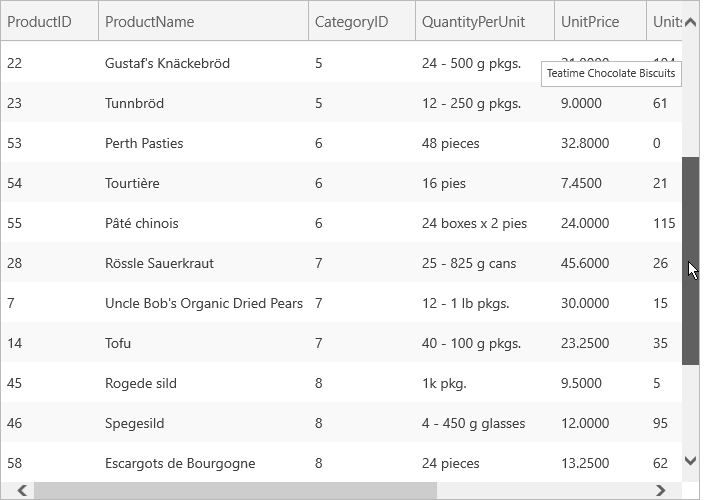 ProductID ProductName CategoryID QuantityPerUnit UnitPrice
22 Gustaf's Knäckebröd 5 24 - 500 g pkgs.
Teatime Chocolate Biscuits
23 Tunnbröd 5 12 - 250 g pkgs. 9.0000 61
53 Perth Pasties 6 48 pieces 32.8000 0
54 Tourtière 6 16 pies 7.4500 21
55 Pâté chinois 6 24 boxes x 2 pies 24.0000 115
28 Rössle Sauerkraut 7 25 - 825 g cans 45.6000 26
7 Uncle Bob's Organic Dried Pears 7 12 - 1 lb pkgs. 30.0000 15
14 Tofu 7 40 - 100 g pkgs. 23.2500 35
45 Rogede sild 8 1k pkg. 9.5000 5
46 Spegesild 8 4 - 450 g glasses 12.0000 95
58 Escargots de Bourgogne 8 24 pieces 13.2500 62